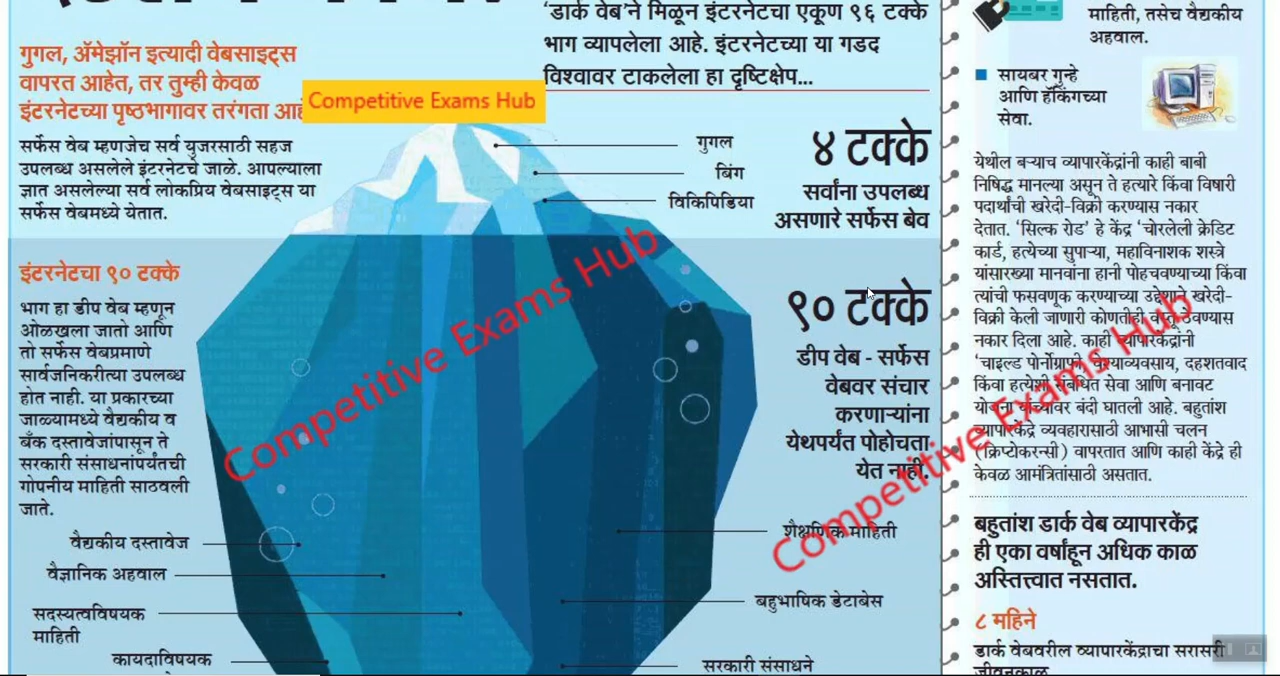 'डार्क वेब'ने मिळून इंटरनेटचा एकूण ९६ टक्के
भाग व्यापलेला आहे. इंटरनेटच्या या गडद
विश्वावर टाकलेला हा दृष्टिक्षेप...
गुगल, ॲमेझॉन इत्यादी वेबसाइट्स
वापरत आहेत, तर तुम्ही केवळ
इंटरनेटच्या पृष्ठभागावर तरंगता
Competitive Exams Hub
सर्फेस वेब म्हणजेच सर्व युजरसाठी सहज
उपलब्ध असलेले इंटरनेटचे जाळे. आपल्याला
ज्ञात असलेल्या सर्व लोकप्रिय वेबसाइट्स या
सर्फेस वेबमध्ये येतात.
गुगल
बिंग
विकिपिडिया
४ टक्के
सर्वांना उपलब्ध
असणारे सर्फेस बेव
इंटरनेटचा ९० टक्के
भाग हा डीप वेब म्हणून
ओळखला जातो आणि
तो सर्फेस वेबप्रमाणे
सार्वजनिकरीत्या उपलब्ध
होत नाही. या प्रकारच्या
जाळ्यामध्ये वैद्यकीय व
बँक दस्तावेजांपासून ते
सरकारी संसाधनांपर्यंतची
गोपनीय माहिती साठवली
जाते.
९० टक्के
डीप वेब - सर्फेस
वेबवर संचार
करणाऱ्यांना
येथपर्यंत पोहोचता
येत नाही.
वैद्यकीय दस्तावेज
वैज्ञानिक अहवाल
सदस्यत्वविषयक
माहिती
कायदाविषयक
शैक्षणिक माहिती
बहुभाषिक डेटाबेस
सरकारी संसाधने
Competitive Exams Hub
Competitive Exams Hub
माहिती, तसेच वैद्यकीय
अहवाल.
सायबर गुन्हे
आणि हॅकिंगच्या
सेवा.
येथील बऱ्याच व्यापारकेंद्रांनी काही बाबी
निषिद्ध मानल्या असून ते हत्यारे किंवा विषारी
पदार्थांची खरेदी-विक्री करण्यास नकार
देतात. 'सिल्क रोड' हे केंद्र 'चोरलेली क्रेडिट
कार्ड, हत्येच्या सुपाऱ्या, महाविनाशक शस्त्रे
यांसारख्या मानवांना हानी पोहचवण्याच्या किंवा
त्यांची फसवणूक करण्याच्या उद्देशाने खरेदी-
विक्री केली जाणारी कोणतीही वस्तू ठेवण्यास
नकार दिला आहे. काही व्यापारकेंद्रांनी
'चाइल्ड पोर्नोग्राफी, वेश्याव्यवसाय, दहशतवाद
किंवा हत्येशी संबंधित सेवा आणि बनावट
योजना यांच्यावर बंदी घातली आहे. बहुतांश
व्यापारकेंद्रे व्यवहारासाठी आभासी चलन
(क्रिप्टोकरन्सी) वापरतात आणि काही केंद्रे ही
केवळ आमंत्रितांसाठी असतात.
बहुतांश डार्क वेब व्यापारकेंद्र
ही एका वर्षाहून अधिक काळ
अस्तित्त्वात नसतात.
८ महिने
डार्क वेबवरील व्यापारकेंद्राचा सरासरी